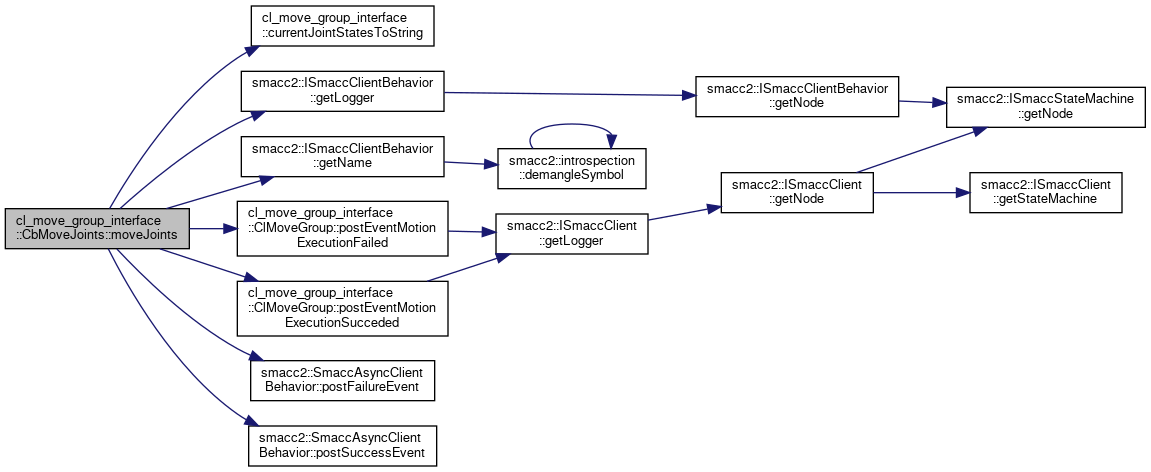 cl_move_group_interface
::CbMoveJoints::moveJoints
cl_move_group_interface
::currentJointStatesToString
smacc2::ISmaccClientBehavior
::getLogger
smacc2::ISmaccClientBehavior
::getName
cl_move_group_interface
::ClMoveGroup::postEventMotion
ExecutionFailed
cl_move_group_interface
::ClMoveGroup::postEventMotion
ExecutionSucceded
smacc2::SmaccAsyncClient
Behavior::postFailureEvent
smacc2::SmaccAsyncClient
Behavior::postSuccessEvent
smacc2::introspection
::demangleSymbol
smacc2::ISmaccClient
::getLogger
smacc2::ISmaccClientBehavior
::getNode
smacc2::ISmaccClient
::getNode
smacc2::ISmaccStateMachine
::getNode
smacc2::ISmaccClient
::getStateMachine